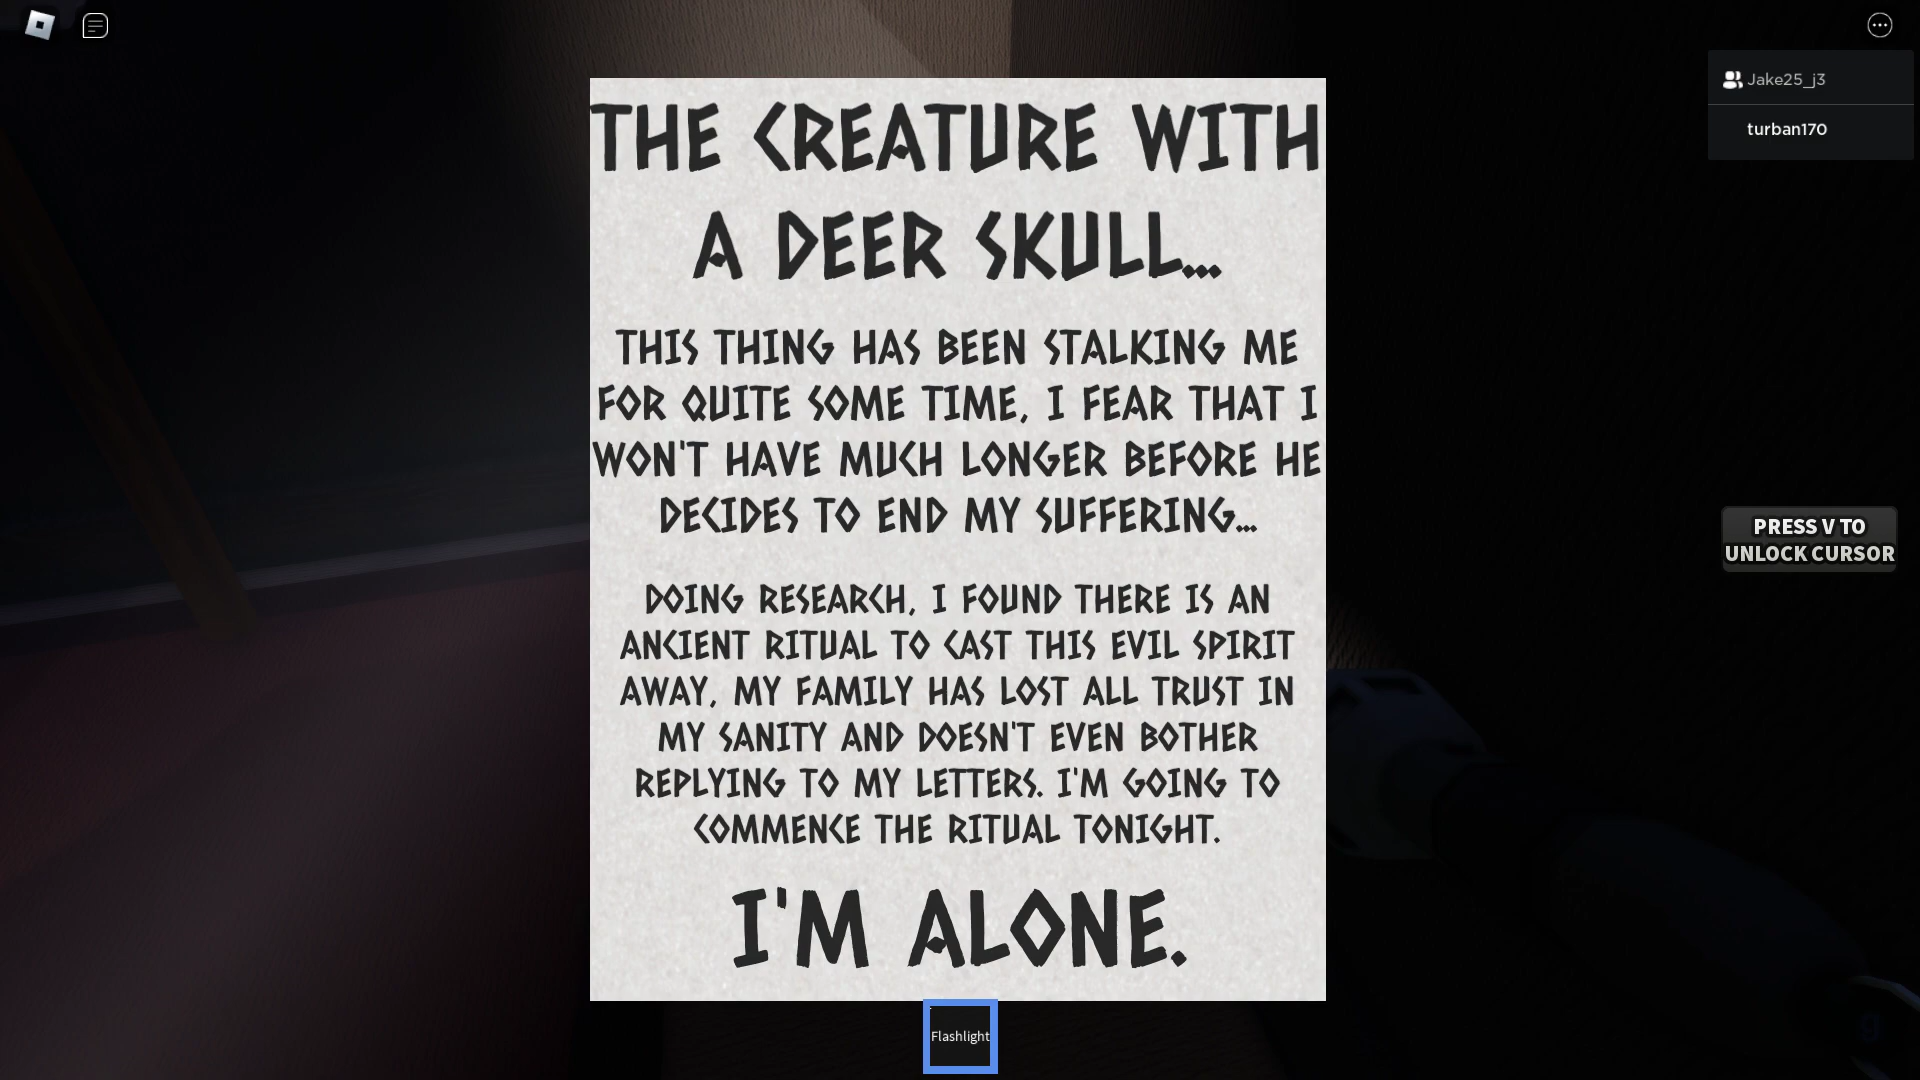 Jake25_j3
turban170
THE CREATURE WITH
A DEER SKULL...
THIS THING HAS BEEN STALKING ME
FOR QUITE SOME TIME, I FEAR THAT I
WON'T HAVE MUCH LONGER BEFORE HE
DECIDES TO END MY SUFFERING...
DOING RESEARCH, I FOUND THERE IS AN
ANCIENT RITUAL TO CAST THIS EVIL SPIRIT
AWAY, MY FAMILY HAS LOST ALL TRUST IN
MY SANITY AND DOESN'T EVEN BOTHER
REPLYING TO MY LETTERS. I'M GOING TO
COMMENCE THE RITUAL TONIGHT.
I'M ALONE.
PRESS V TO
UNLOCK CURSOR
Flashlight